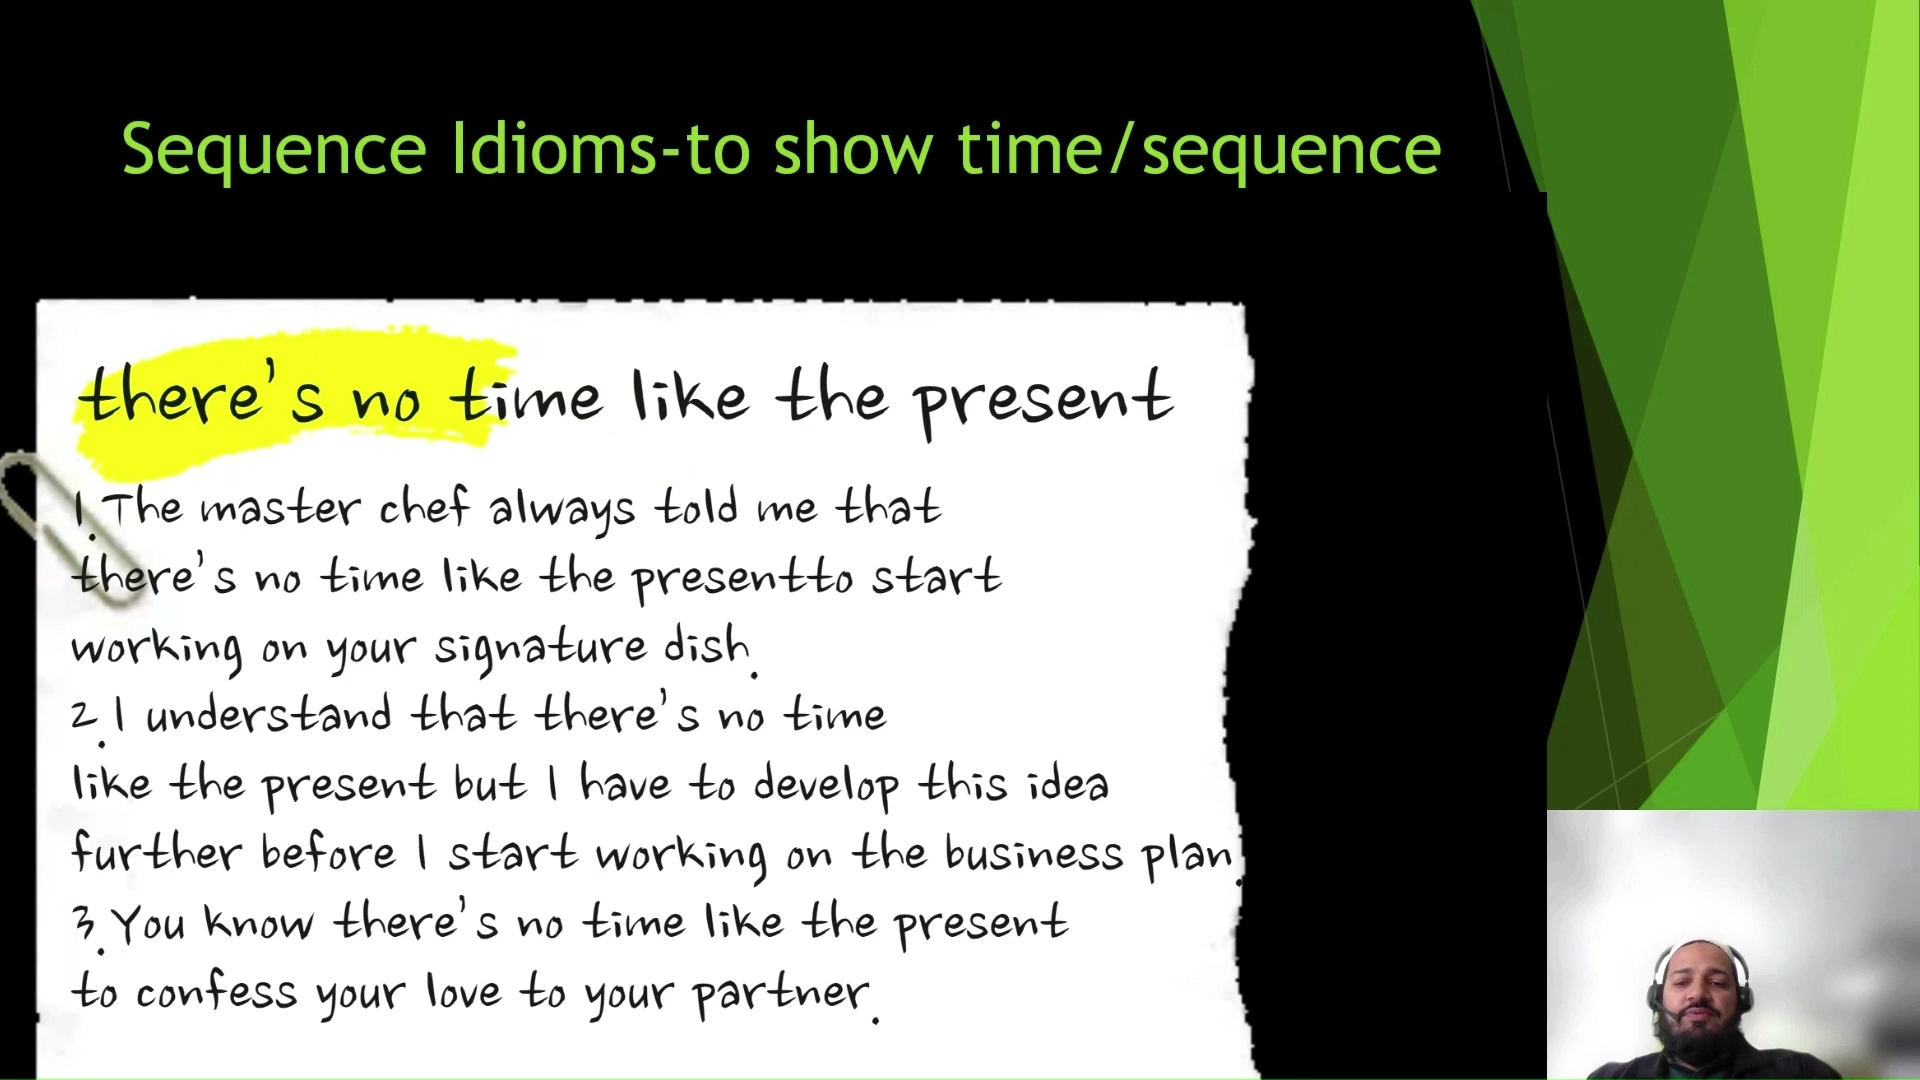 Sequence Idioms-to show time/sequence
there's no time like the present
1.The master chef always told me that
there's no time like the presentto start
working on your signature dish.
2.I understand that there's no time
like the present but I have to develop this idea
further before I start working on the business plan.
3.You know there's no time like the present
to confess your love to your partner.